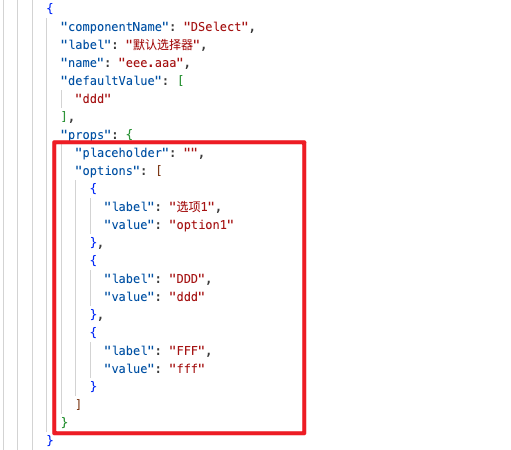 {
"componentName": "DSelect",
"label": "默认选择器",
"name": "eee.aaa",
"defaultValue": [
"ddd"
],
"props": {
"placeholder": "",
"options": [
{
"label": "选项1",
"value": "option1"
},
{
"label": "DDD",
"value": "ddd"
},
{
"label": "FFF",
"value": "fff"
}
]
}
}